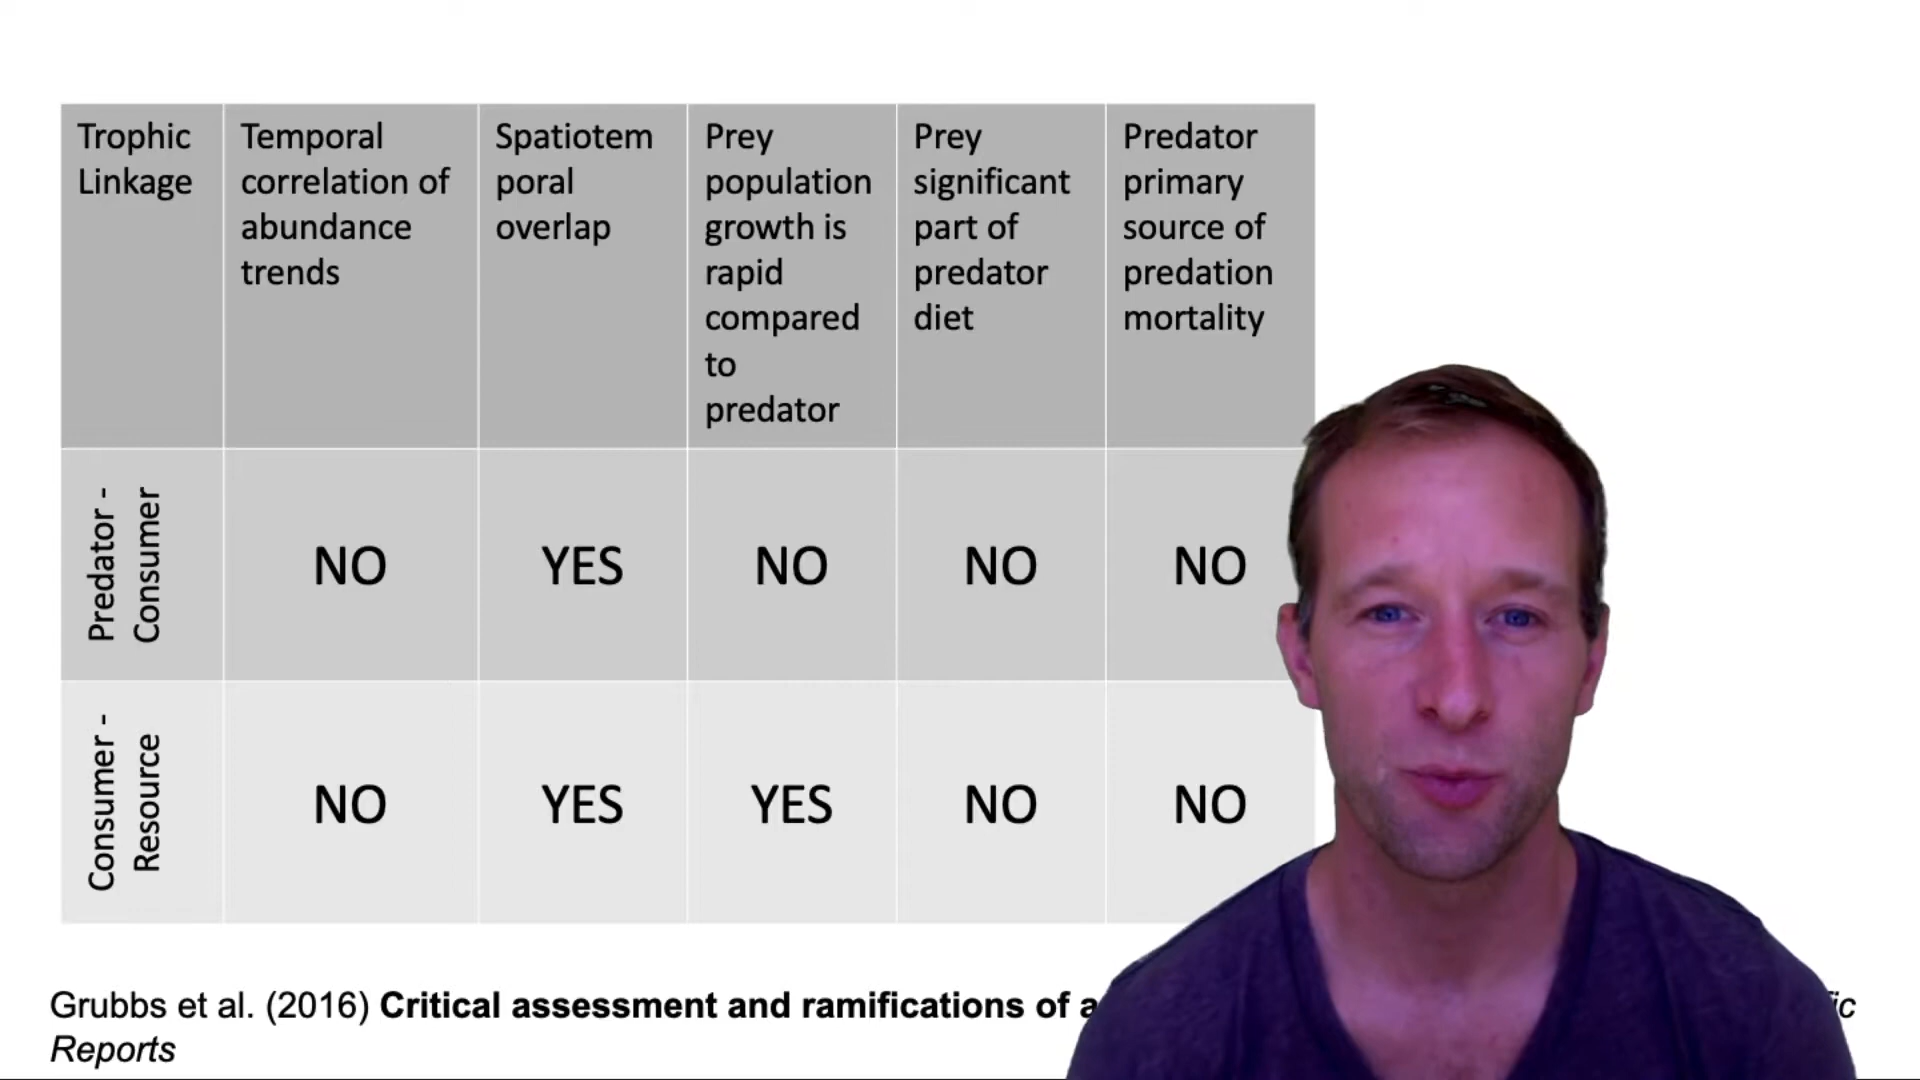 Trophic
Linkage
Temporal
correlation of
abundance
trends
Spatiotem
poral
overlap
Prey
population
growth is
rapid
compared
to
predator
Prey
significant
part of
predator
diet
Predator
primary
source of
predation
mortality
Predator -
Consumer
NO
YES
NO
NO
NO
Consumer -
Resource
NO
YES
YES
NO
NO
Grubbs et al. (2016) Critical assessment and ramifications of
Reports